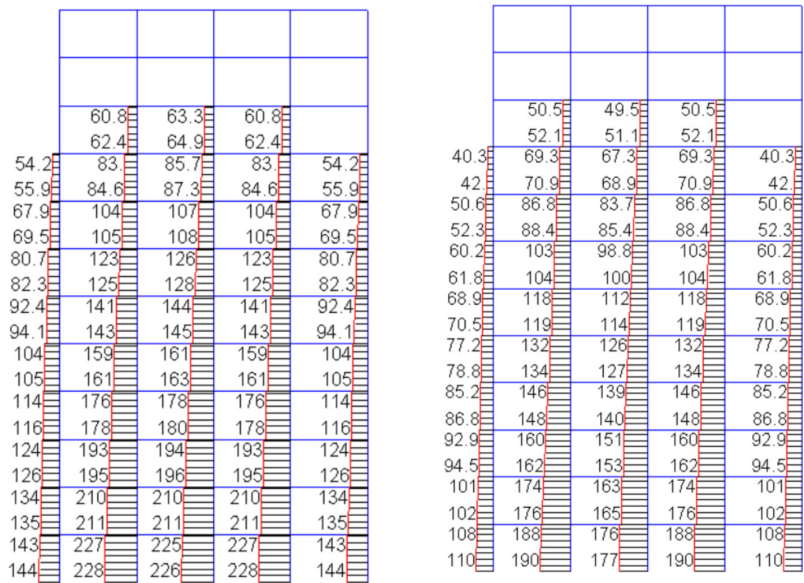 60.8 63.3 60.8
62.4 64.9 62.4
54.2 83. 85.7 83. 54.2
55.9 84.6 87.3 84.6 55.9
67.9 104 107 104 67.9
69.5 105 108 105 69.5
80.7 123 126 123 80.7
82.3 125 128 125 82.3
92.4 141 144 141 92.4
94.1 143 145 143 94.1
104 159 161 159 104
105 161 163 161 105
114 176 178 176 114
116 178 180 178 116
124 193 194 193 124
126 195 196 195 126
134 210 210 210 134
135 211 211 211 135
143 227 225 227 143
144 228 226 228 144
50.5 49.5 50.5
52.1 51.1 52.1
40.3 69.3 67.3 69.3 40.3
42. 70.9 68.9 70.9 42.
50.6 86.8 83.7 86.8 50.6
52.3 88.4 85.4 88.4 52.3
60.2 103 98.8 103 60.2
61.8 104 100 104 61.8
68.9 118 112 118 68.9
70.5 119 114 119 70.5
77.2 132 126 132 77.2
78.8 134 127 134 78.8
85.2 146 139 146 85.2
86.8 148 140 148 86.8
92.9 160 151 160 92.9
94.5 162 153 162 94.5
101 174 163 174 101
102 176 165 176 102
108 188 176 188 108
110 190 177 190 110